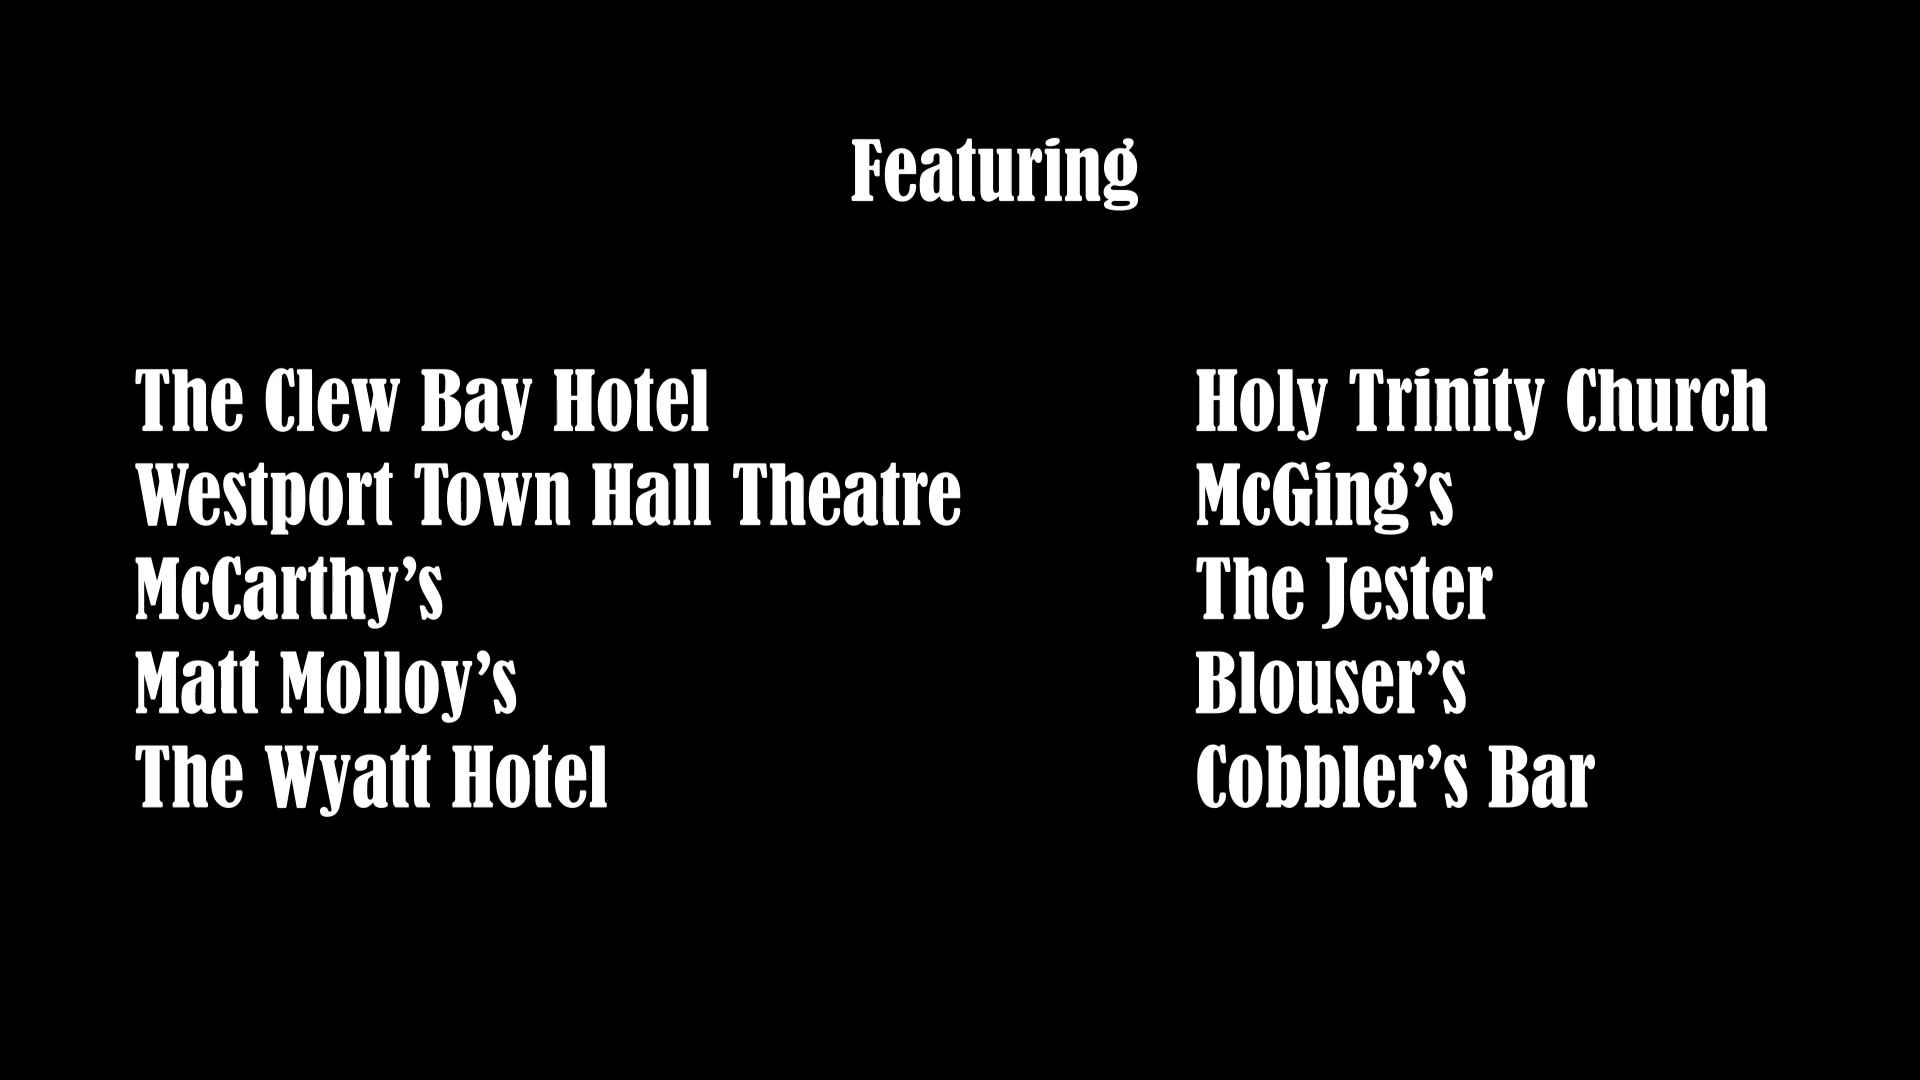 Featuring
The Clew Bay Hotel
Westport Town Hall Theatre
McCarthy’s
Matt Molloy’s
The Wyatt Hotel
Holy Trinity Church
McGing’s
The Jester
Blouser’s
Cobbler’s Bar